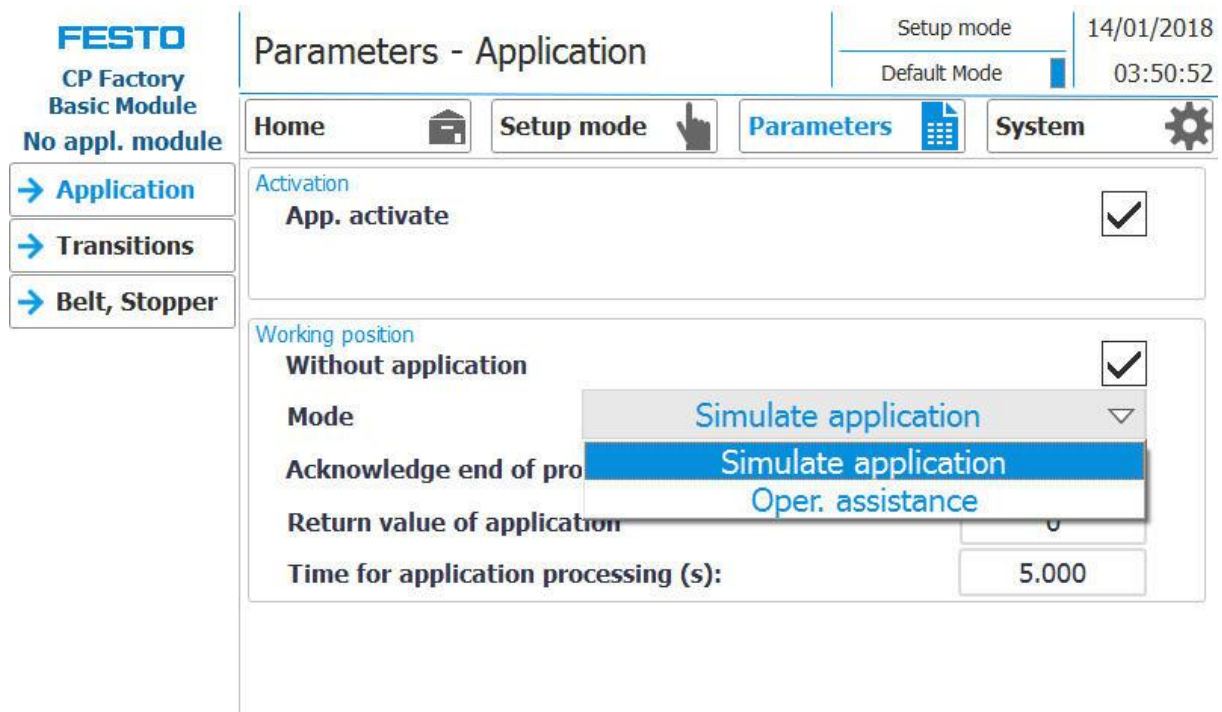 FESTO
CP Factory
Basic Module
No appl. module
Parameters - Application
Setup mode
Default Mode
14/01/2018
03:50:52
Home
Setup mode
Parameters
System
Application
Transitions
Belt, Stopper
Activation
App. activate
Working position
Without application
Mode
Simulate application
Simulate application
Oper. assistance
Acknowledge end of pro
Return value of application
Time for application processing (s):
5.000